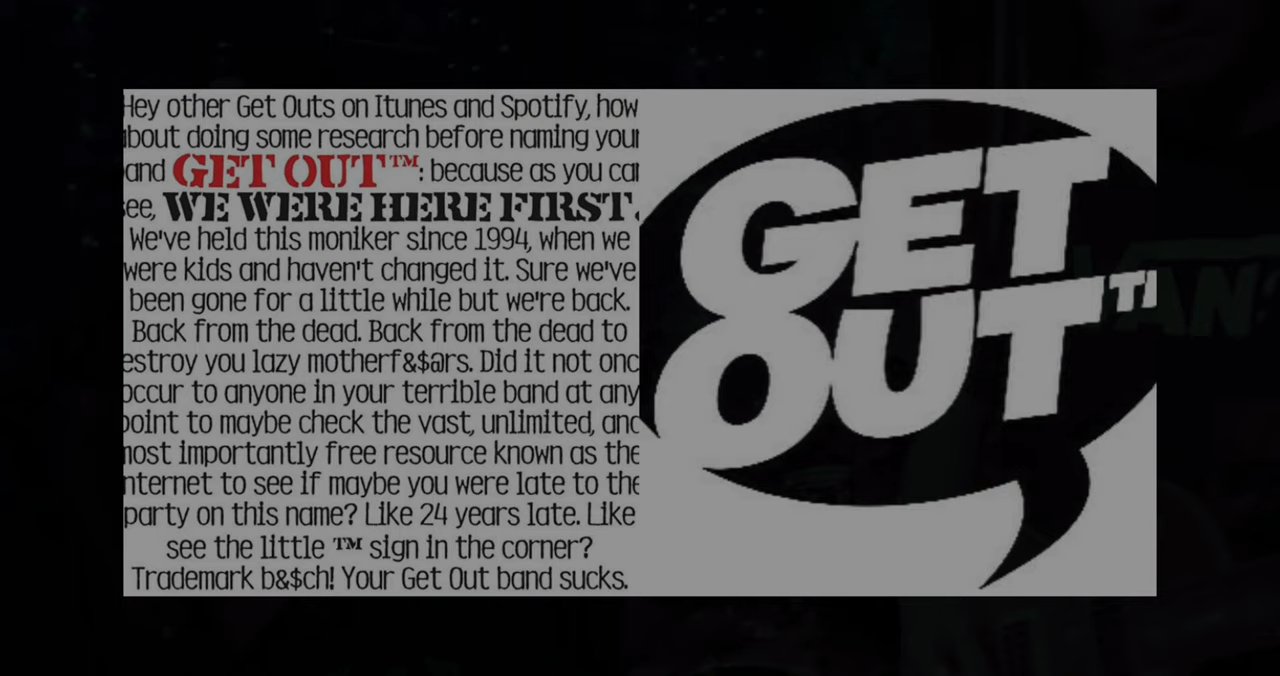 Hey other Get Outs on Itunes and Spotify, how
about doing some research before naming your
band GET OUT™: because as you can
see, WE WERE HERE FIRST.
We've held this moniker since 1994, when we
were kids and haven't changed it. Sure we've
been gone for a little while but we're back.
Back from the dead. Back from the dead to
destroy you lazy motherf&$@rs. Did it not once
occur to anyone in your terrible band at any
point to maybe check the vast, unlimited, and
most importantly free resource known as the
internet to see if maybe you were late to the
party on this name? Like 24 years late. Like
see the little ™ sign in the corner?
Trademark b&$ch! Your Get Out band sucks.
GET
OUT™